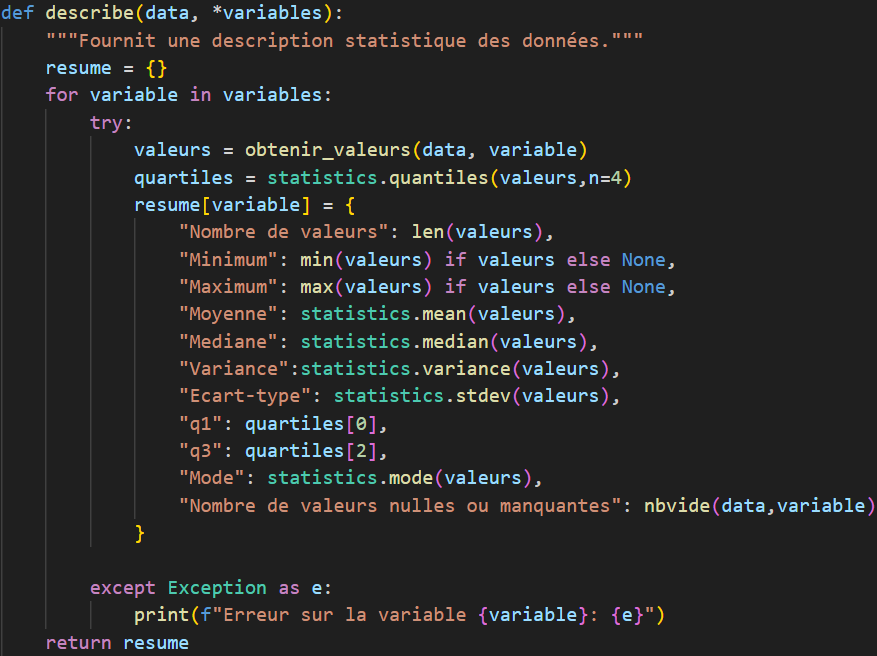 def describe(data, *variables):
    """Fournit une description statistique des données."""
    resume = {}
    for variable in variables:
        try:
            valeurs = obtenir_valeurs(data, variable)
            quartiles = statistics.quantiles(valeurs,n=4)
            resume[variable] = {
                "Nombre de valeurs": len(valeurs),
                "Minimum": min(valeurs) if valeurs else None,
                "Maximum": max(valeurs) if valeurs else None,
                "Moyenne": statistics.mean(valeurs),
                "Mediane": statistics.median(valeurs),
                "Variance":statistics.variance(valeurs),
                "Ecart-type": statistics.stdev(valeurs),
                "q1": quartiles[0],
                "q3": quartiles[2],
                "Mode": statistics.mode(valeurs),
                "Nombre de valeurs nulles ou manquantes": nbvide(data,variable)
            }
        except Exception as e:
            print(f"Erreur sur la variable {variable}: {e}")
    return resume